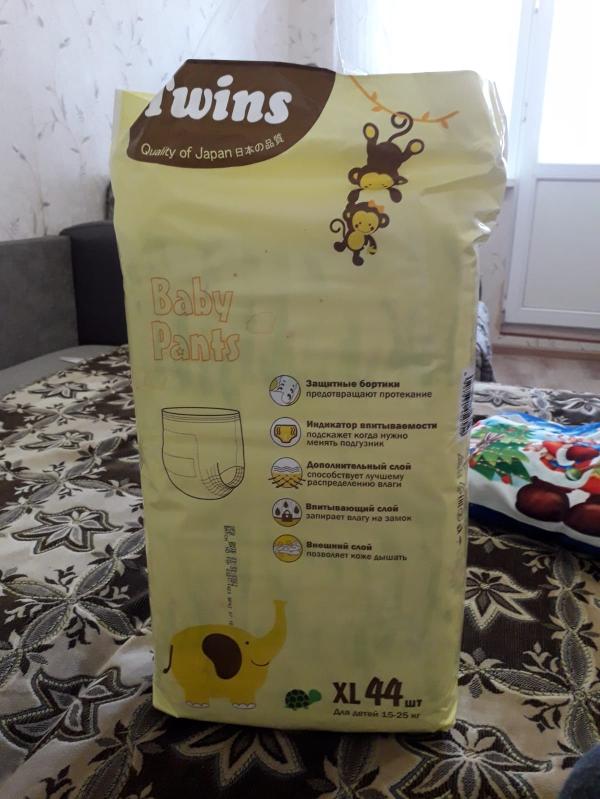 Twins
Quality of Japan 日本の品質
Baby
Pants
Защитные бортики
предотвращают протекание
Индикатор впитываемости
подскажет когда нужно
менять подгузник
Дополнительный слой
способствует лучшему
распределению влаги
Впитывающий слой
запирает влагу на замок
Внешний слой
позволяет коже дышать
XL 44 шт
Для детей 15-25 кг